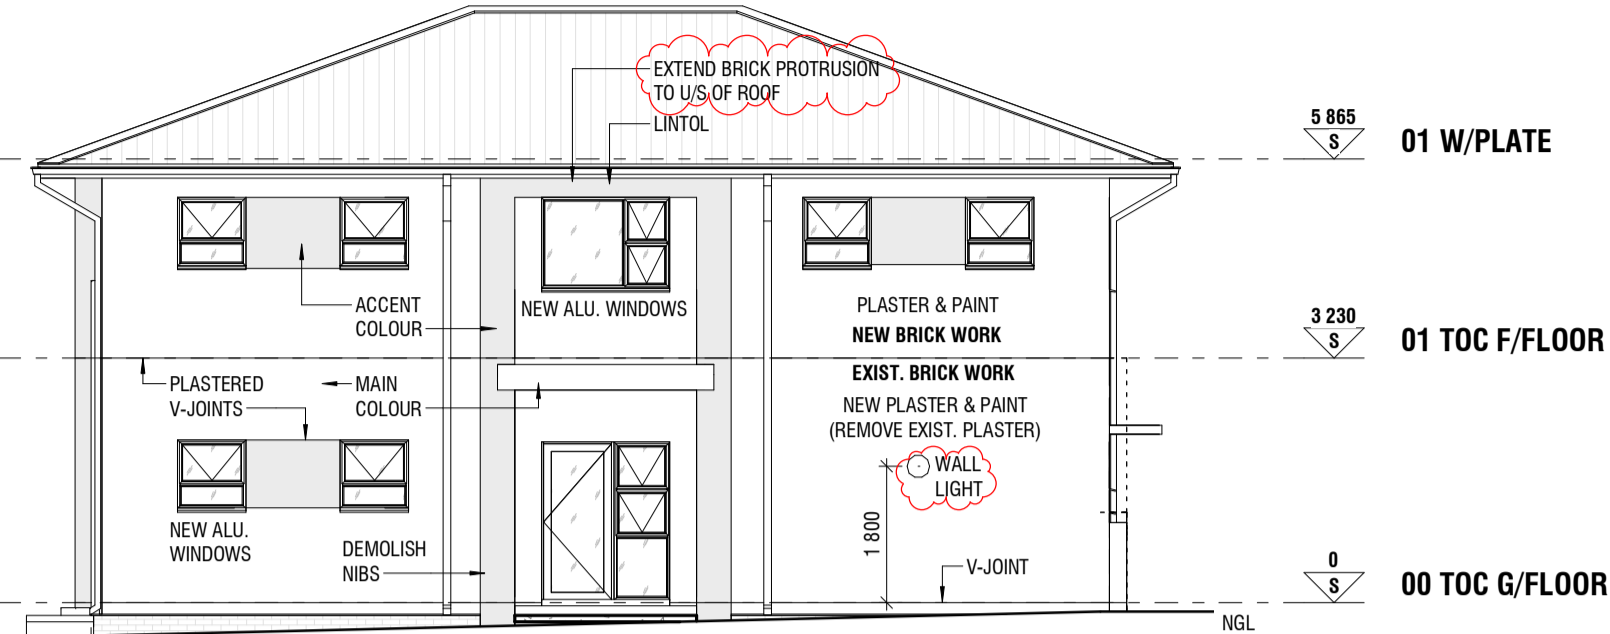 EXTEND BRICK PROTRUSION
TO U/S OF ROOF
LINTOL
5 865
S
01 W/PLATE
ACCENT
COLOUR
NEW ALU. WINDOWS
PLASTER & PAINT
NEW BRICK WORK
3 230
S
01 TOC F/FLOOR
PLASTERED
V-JOINTS
MAIN
COLOUR
EXIST. BRICK WORK
NEW PLASTER & PAINT
(REMOVE EXIST. PLASTER)
WALL
LIGHT
1 800
NEW ALU.
WINDOWS
DEMOLISH
NIBS
V-JOINT
0
S
00 TOC G/FLOOR
NGL